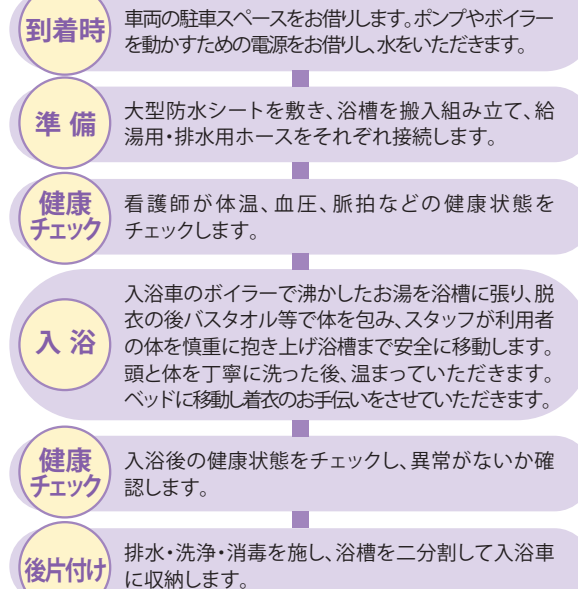 到着時
車両の駐車スペースをお借りします。ポンプやボイラー
を動かすための電源をお借りし、水をいただきます。
準 備
大型防水シートを敷き、浴槽を搬入組み立て、給
湯用・排水用ホースをそれぞれ接続します。
健康
チェック
看護師が体温、血圧、脈拍などの健康状態を
チェックします。
入 浴
入浴車のボイラーで沸かしたお湯を浴槽に張り、脱
衣の後バスタオル等で体を包み、スタッフが利用者
の体を慎重に抱き上げ浴槽まで安全に移動します。
頭と体を丁寧に洗った後、温まっていただきます。
ベッドに移動し着衣のお手伝いをさせていただきます。
健康
チェック
入浴後の健康状態をチェックし、異常がないか確
認します。
後片付け
排水・洗浄・消毒を施し、浴槽を二分割して入浴車
に収納します。